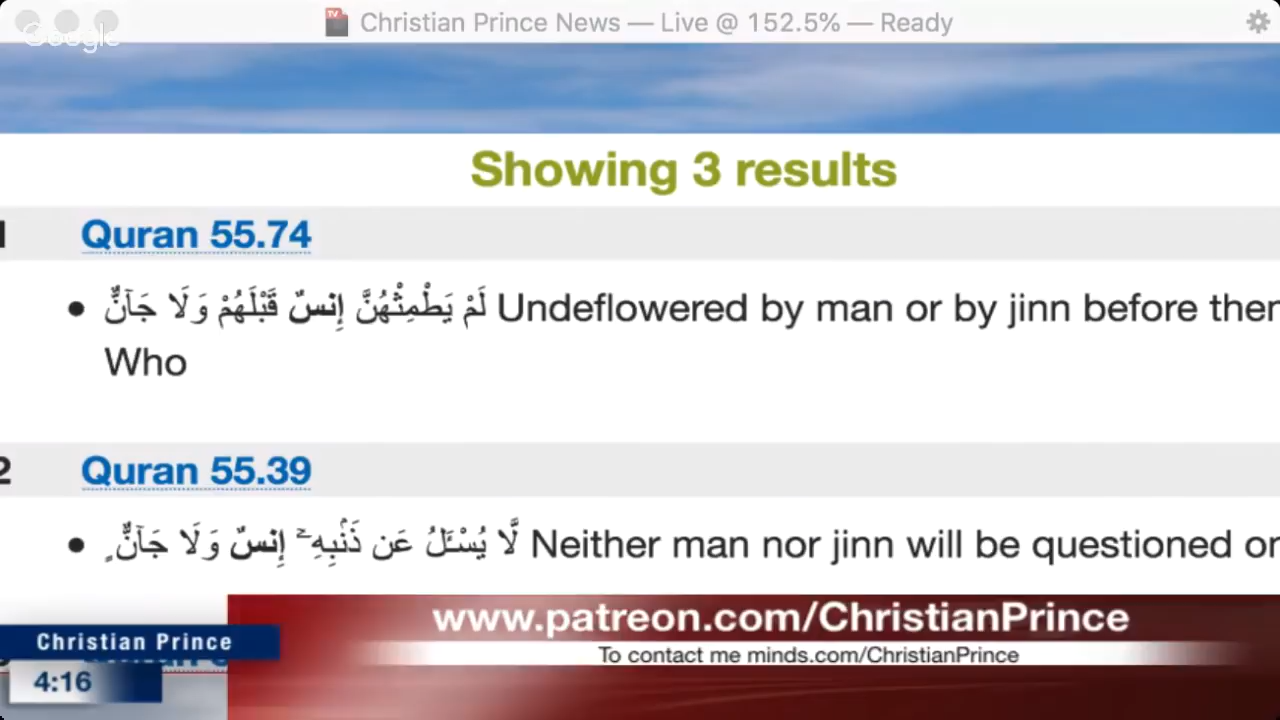 Google
Christian Prince News — Live @ 152.5% — Ready
Showing 3 results
Quran 55.74
• لَمْ يَطْمِثْهُنَّ إِنسٌ قَبْلَهُمْ وَلَا جَآنٌّ Undeflowered by man or by jinn before
Who
2 Quran 55.39
• لَّا يُسْـَٔلُ عَن ذَنۢبِهِۦٓ إِنسٌ وَلَا جَآنٌّ Neither man nor jinn will be questioned
www.patreon.com/ChristianPrince
To contact me minds.com/ChristianPrince
Christian Prince
4:16